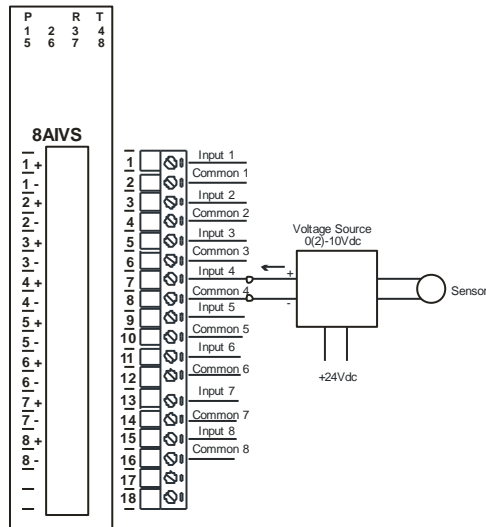 P R T
1 2 3 4
5 6 7 8
8AIVS
1 +
1 -
2 +
2 -
3 +
3 -
4 +
4 -
5 +
5 -
6 +
6 -
7 +
7 -
8 +
8 -
1 Input 1
2 Common 1
3 Input 2
4 Common 2
5 Input 3
6 Common 3
7 Input 4
8 Common 4
9 Input 5
10 Common 5
11 Input 6
12 Common 6
13 Input 7
14 Common 7
15 Input 8
16 Common 8
17
18
Voltage Source
0(2)-10Vdc
+
-
Sensor
+24Vdc